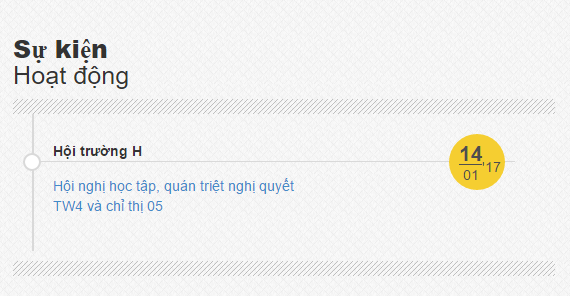 Sự kiện
Hoạt động
Hội trường H
14
01 '17
Hội nghị học tập, quán triệt nghị quyết
TW4 và chỉ thị 05